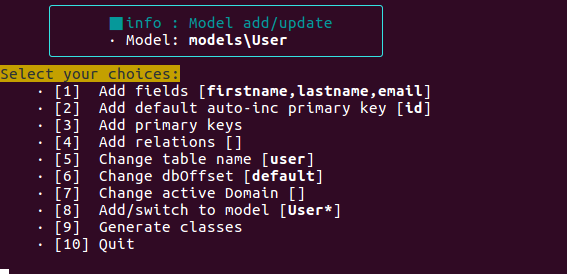 info : Model add/update
· Model: models\User
Select your choices:
· [1] Add fields [firstname,lastname,email]
· [2] Add default auto-inc primary key [id]
· [3] Add primary keys
· [4] Add relations []
· [5] Change table name [user]
· [6] Change dbOffset [default]
· [7] Change active Domain []
· [8] Add/switch to model [User*]
· [9] Generate classes
· [10] Quit